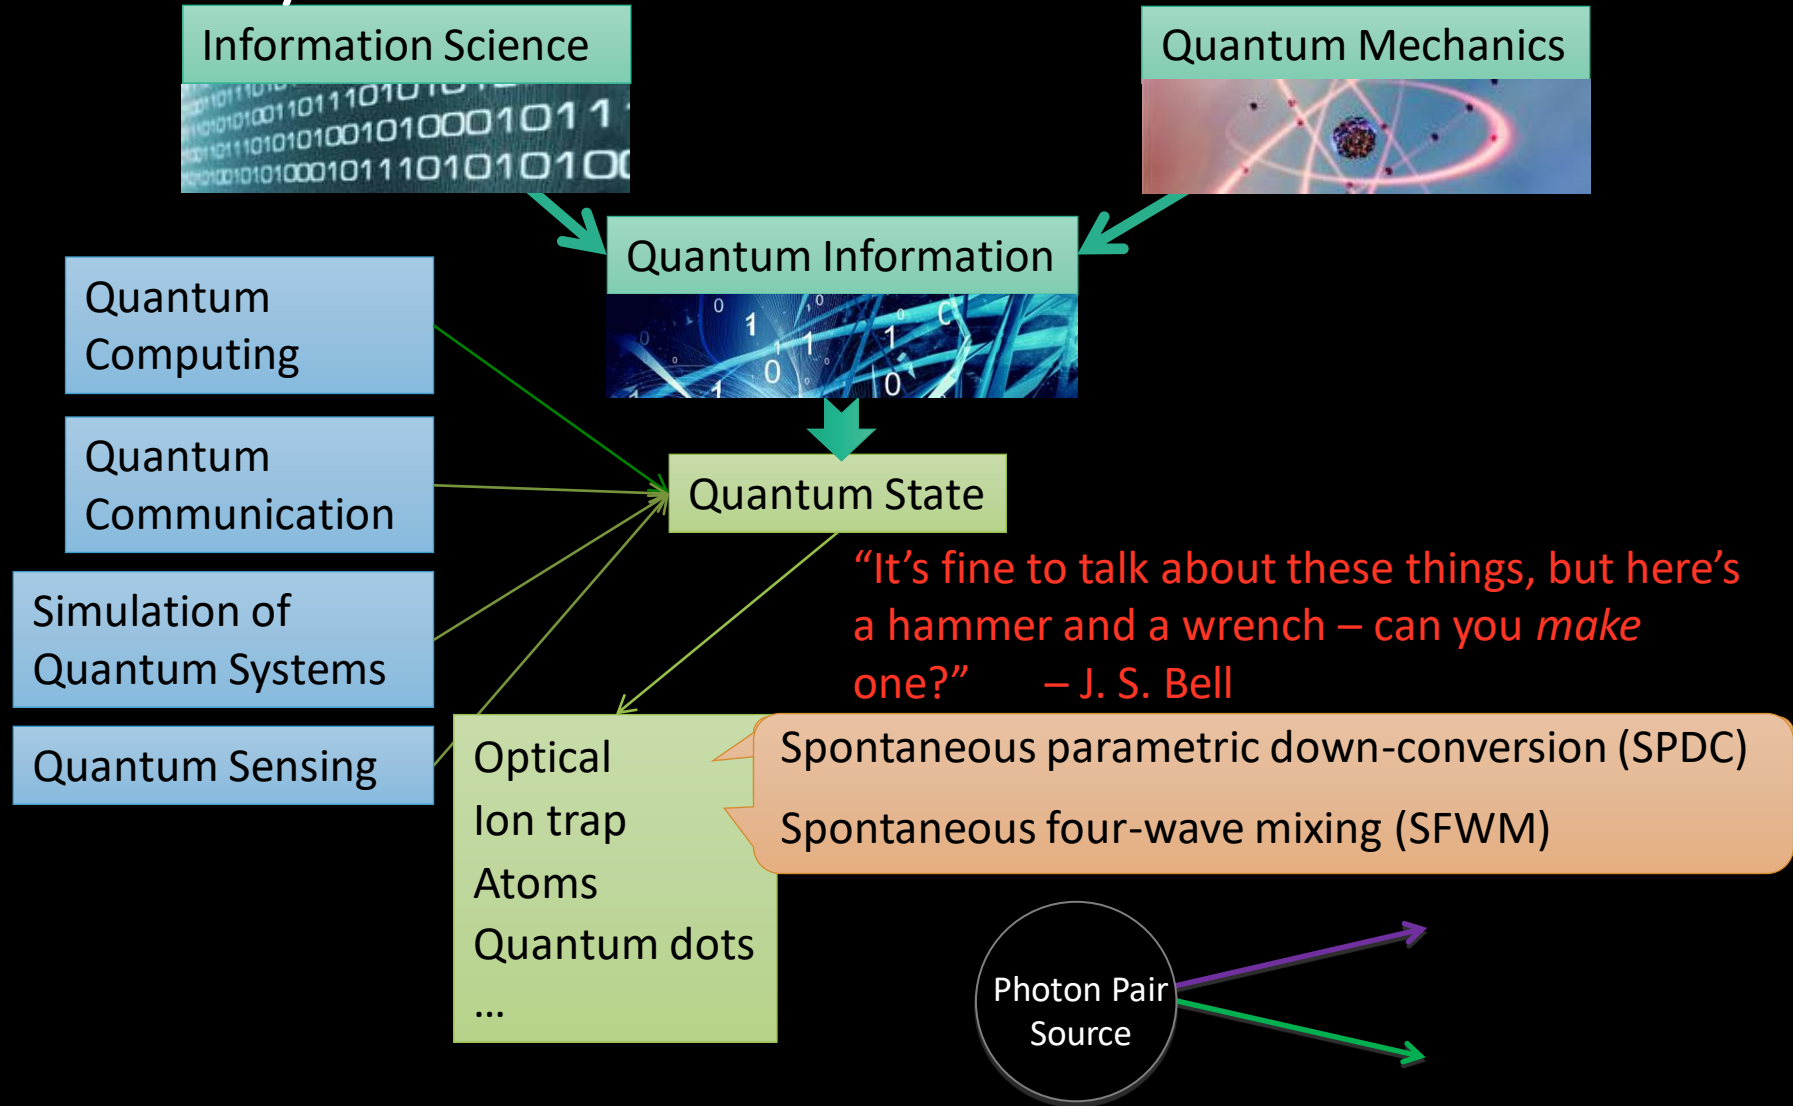 Information Science
Quantum Mechanics
Quantum Information
Quantum
Computing
Quantum
Communication
Simulation of
Quantum Systems
Quantum Sensing
Quantum State
“It’s fine to talk about these things, but here’s
a hammer and a wrench – can you make
one?” – J. S. Bell
Optical
Ion trap
Atoms
Quantum dots
...
Spontaneous parametric down-conversion (SPDC)
Spontaneous four-wave mixing (SFWM)
Photon Pair
Source